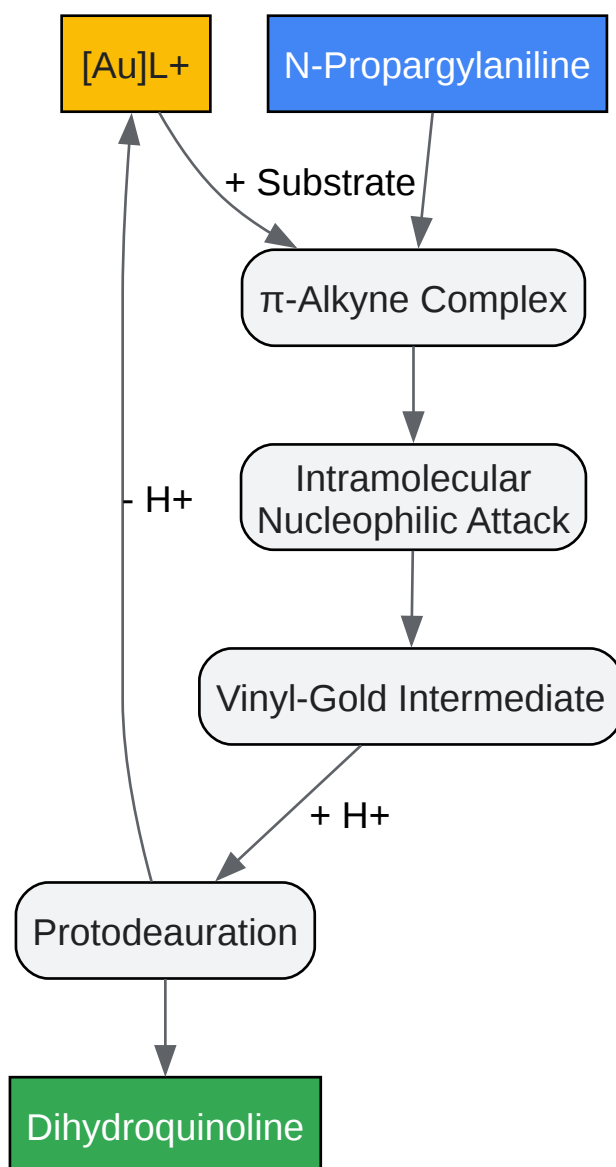 [Au]L+
N-Propargylaniline
+ Substrate
π-Alkyne Complex
Intramolecular
Nucleophilic Attack
- H+
Vinyl-Gold Intermediate
+ H+
Protodeauration
Dihydroquinoline